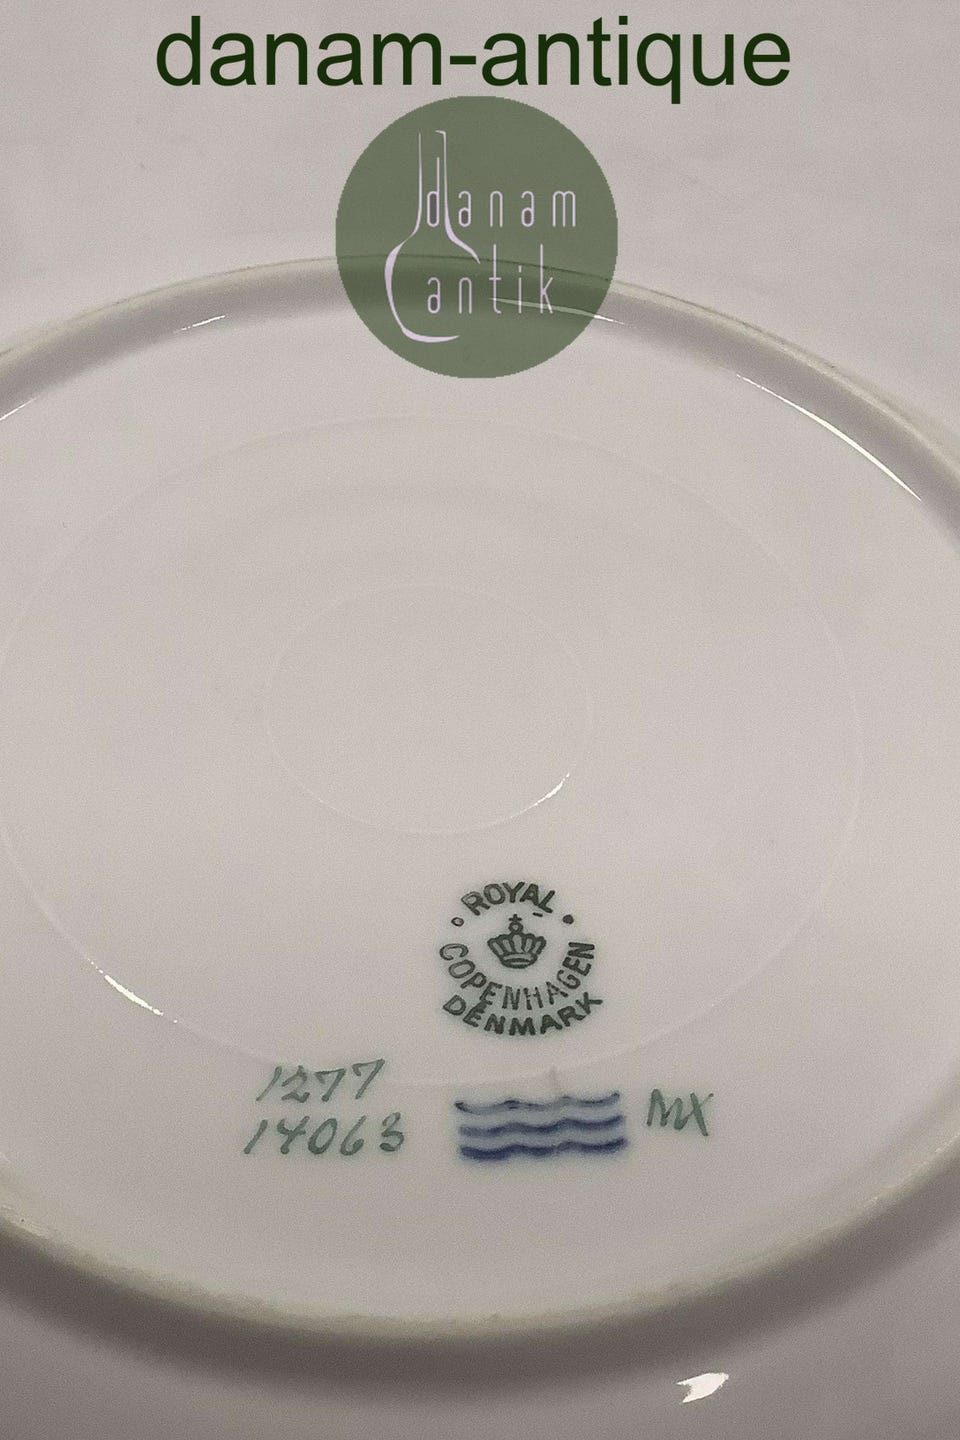 danam-antique
danam
antik
ROYAL
COPENHAGEN
DENMARK
1277
14063
MX